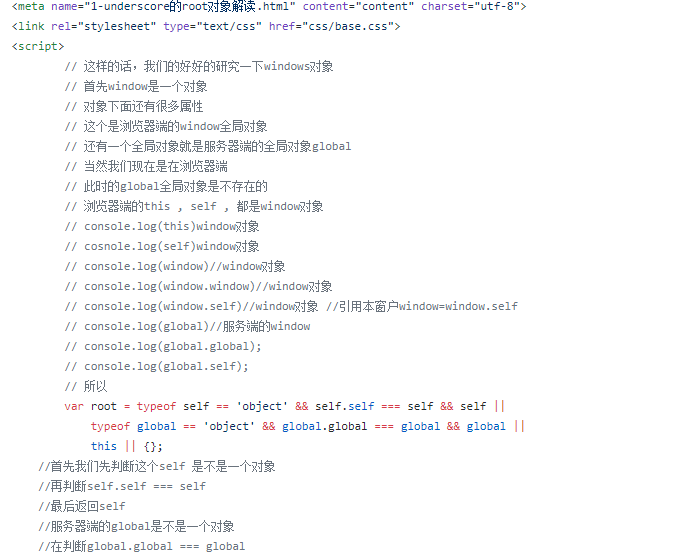 <meta name="1-underscore的root对象解读.html" content="content" charset="utf-8">
<link rel="stylesheet" type="text/css" href="css/base.css">
<script>
// 这样的话，我们的好好的研究一下windows对象
// 首先window是一个对象
// 对象下面还有很多属性
// 这个是浏览器端的window全局对象
// 还有一个全局对象就是服务器端的全局对象global
// 当然我们现在是在浏览器端
// 此时的global全局对象是不存在的
// 浏览器端的this , self , 都是window对象
// console.log(this)window对象
// cosnole.log(self)window对象
// console.log(window)//window对象
// console.log(window.window)//window对象
// console.log(window.self)//window对象 //引用本窗户window=window.self
// console.log(global)//服务端的window
// console.log(global.global);
// console.log(global.self);
// 所以
var root = typeof self == 'object' && self.self === self && self ||
typeof global == 'object' && global.global === global && global ||
this || {};
//首先我们先判断这个self 是不是一个对象
//再判断self.self === self
//最后返回self
//服务器端的global是不是一个对象
//在判断global.global === global